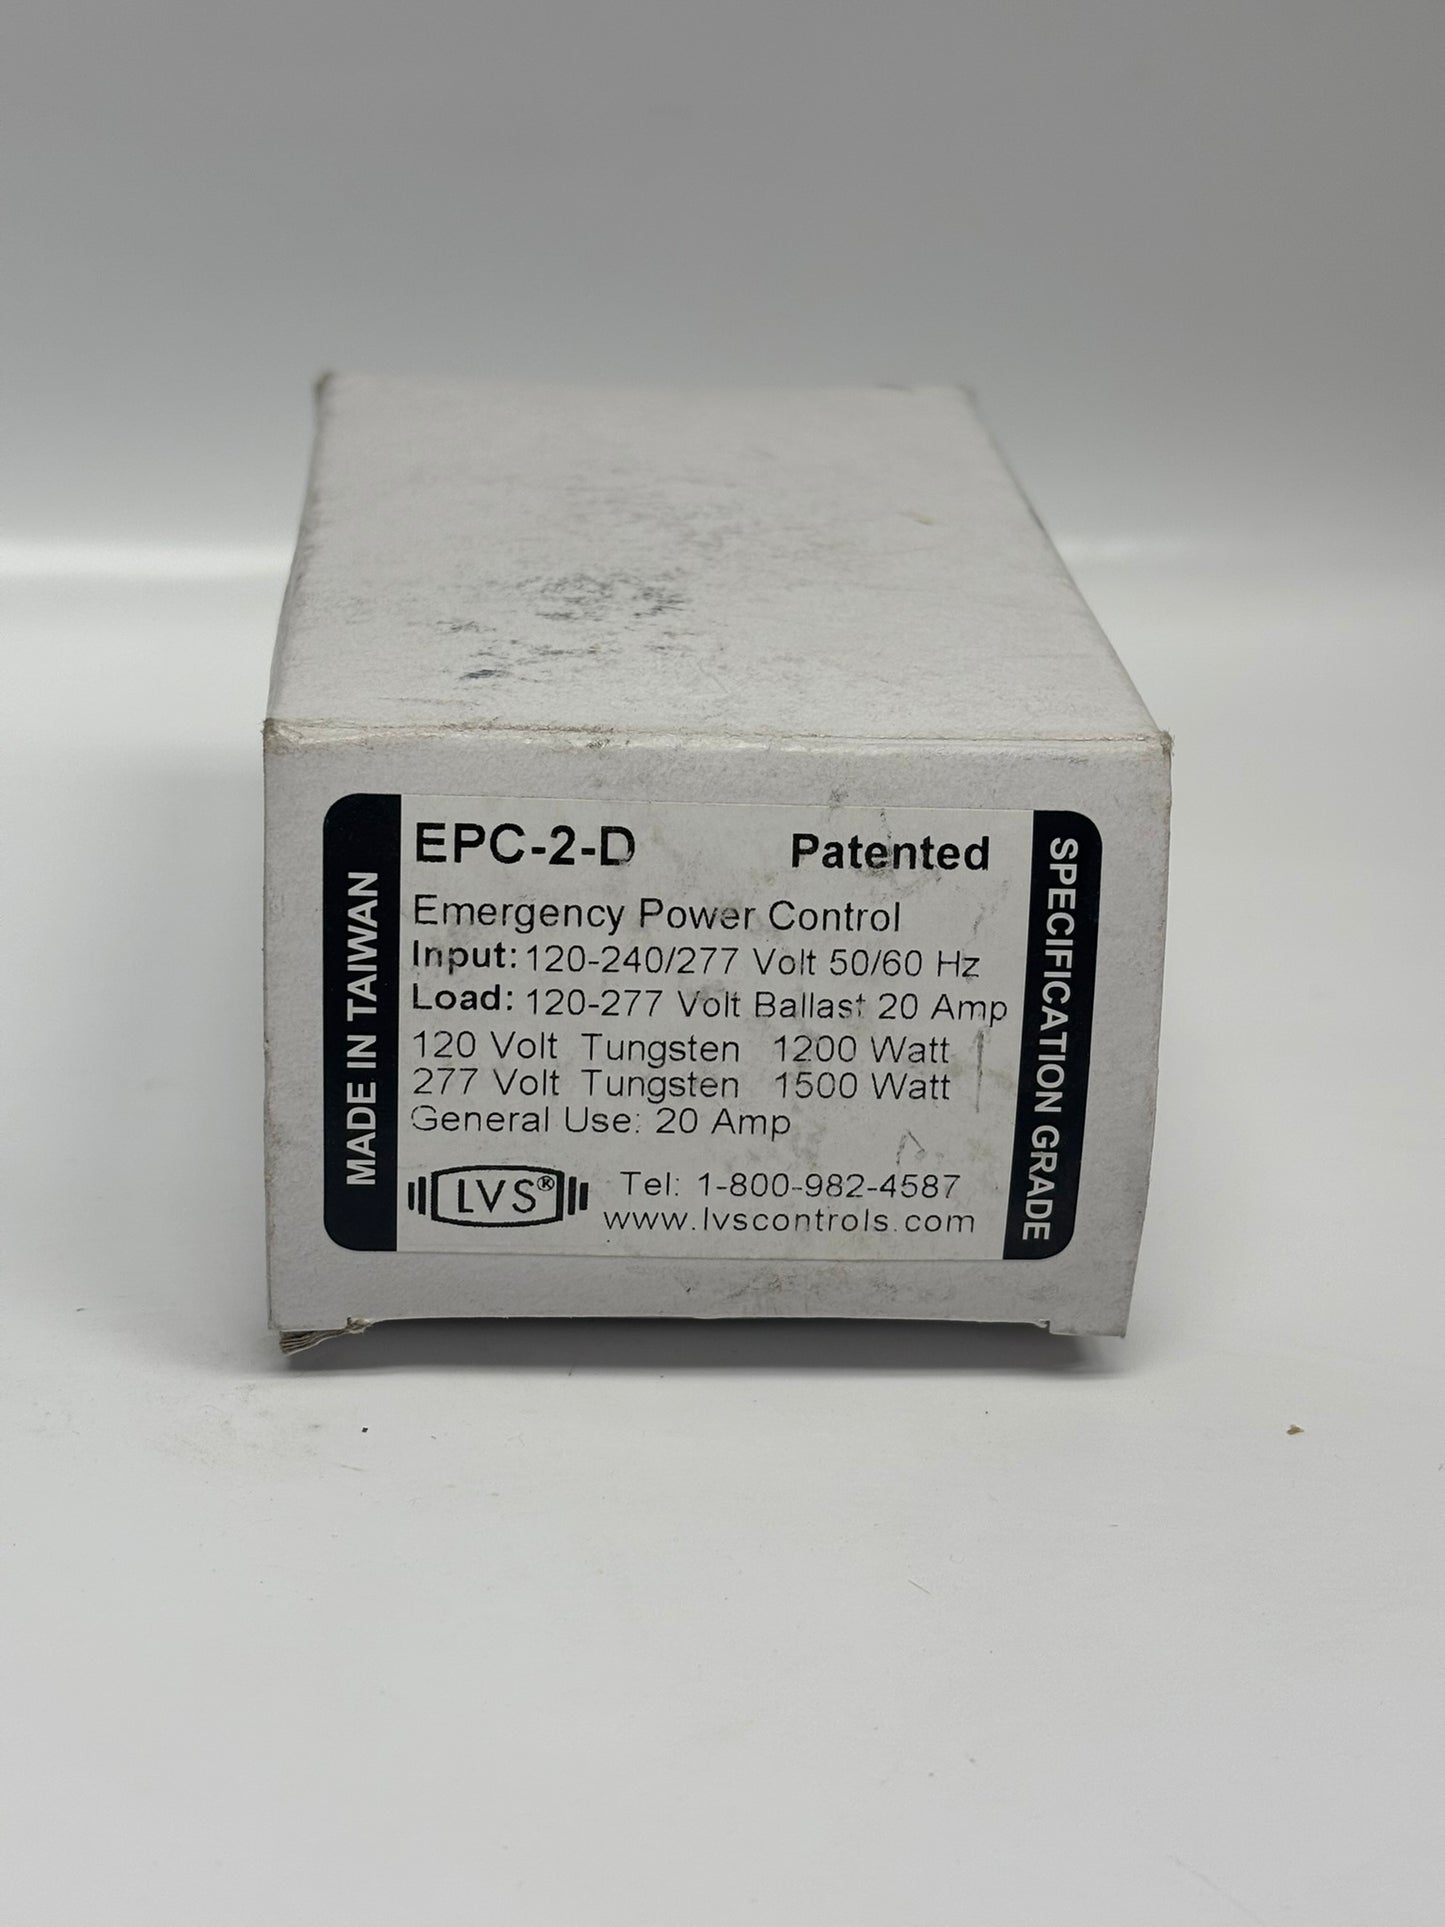 MADE IN TAIWAN
EPC-2-D Patented
Emergency Power Control
Input: 120-240/277 Volt 50/60 Hz
Load: 120-277 Volt Ballast 20 Amp
120 Volt Tungsten 1200 Watt
277 Volt Tungsten 1500 Watt
General Use: 20 Amp
LVS® Tel: 1-800-982-4587
www.lvscontrols.com
SPECIFICATION GRADE